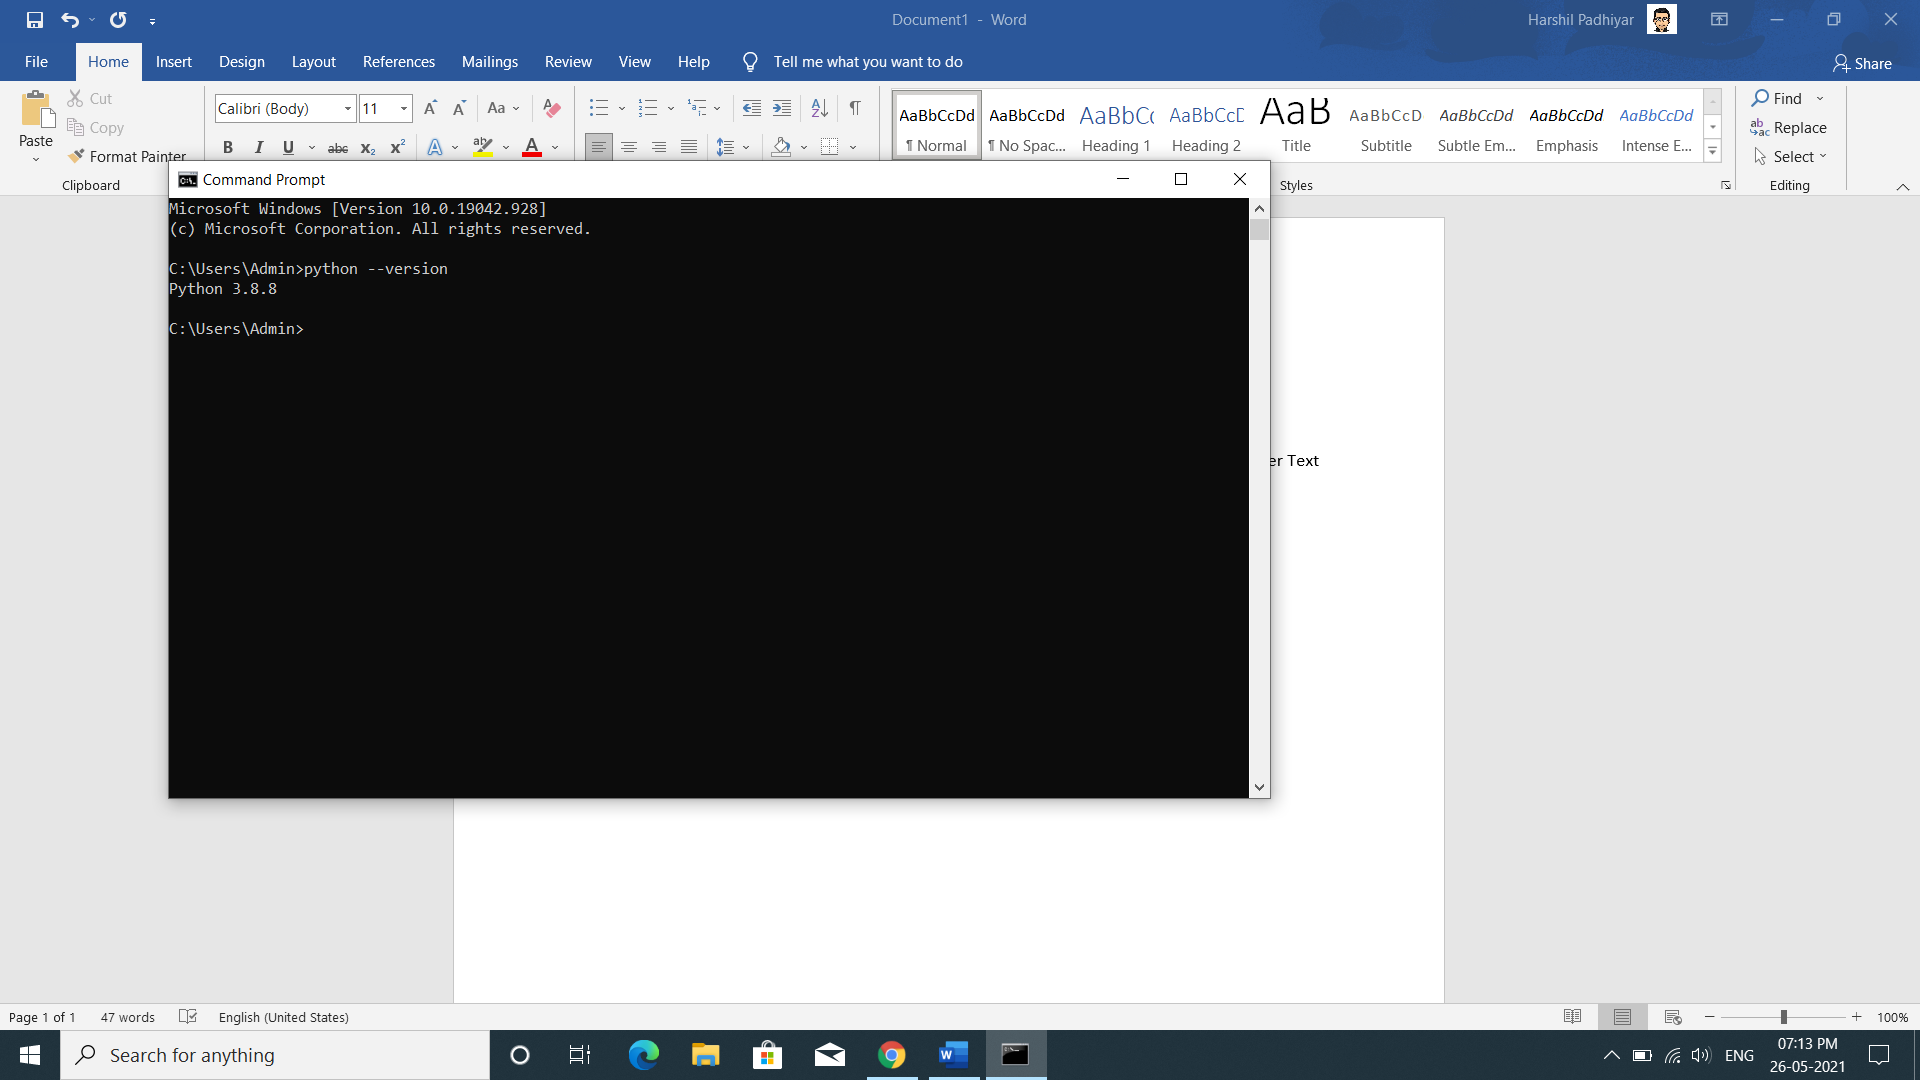 Document1 - Word
Harshil Padhiyar
File Home Insert Design Layout References Mailings Review View Help Tell me what you want to do
Share
Paste
Cut
Copy
Format Painter
Clipboard
Calibri (Body) 11
Aa
B I U abc x₂ x² A ab A
AaBbCcDd AaBbCcDd AaBbCc AaBbCcD AaB AaBbCcD AaBbCcDd AaBbCcDd AaBbCcDd
¶ Normal ¶ No Spac... Heading 1 Heading 2 Title Subtitle Subtle Em... Emphasis Intense E...
Styles
Find
Replace
Select
Editing
Command Prompt
Microsoft Windows [Version 10.0.19042.928]
(c) Microsoft Corporation. All rights reserved.
C:\Users\Admin>python --version
Python 3.8.8
C:\Users\Admin>
er Text
Page 1 of 1 47 words English (United States)
100%
Search for anything
ENG
07:13 PM
26-05-2021